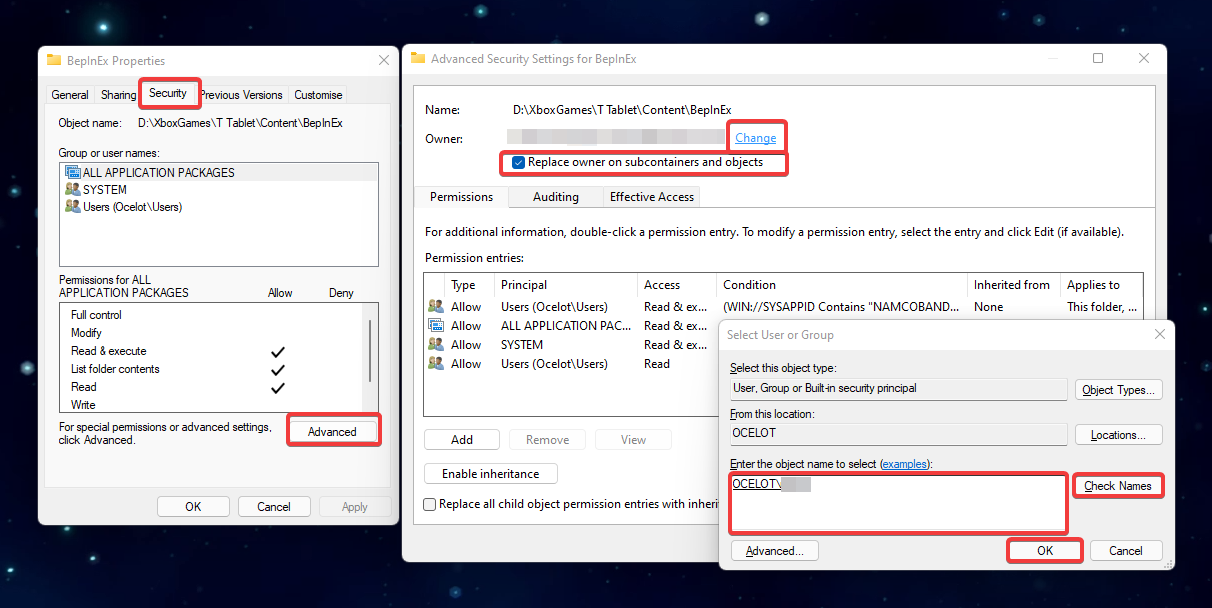 BepInEx Properties
General Sharing Security Previous Versions Customise
Object name: D:\XboxGames\T Tablet\Content\BepInEx
Group or user names:
ALL APPLICATION PACKAGES
SYSTEM
Users (Ocelot\Users)
Permissions for ALL
APPLICATION PACKAGES Allow Deny
Full control
Modify
Read & execute
List folder contents
Read
Write
For special permissions or advanced settings,
click Advanced.
Advanced
OK Cancel Apply
Advanced Security Settings for BepInEx
Name: D:\XboxGames\T Tablet\Content\BepInEx
Owner: Change
Replace owner on subcontainers and objects
Permissions Auditing Effective Access
For additional information, double-click a permission entry. To modify a permission entry, select the entry and click Edit (if available).
Permission entries:
Type Principal Access Condition Inherited from Applies to
Allow Users (Ocelot\Users) Read & ex... (WIN://SYSAPPID Contains "NAMCOBAND... None This folder, ...
Allow ALL APPLICATION PAC... Read & ex...
Allow SYSTEM Read & ex...
Allow Users (Ocelot\Users) Read
Add Remove View
Enable inheritance
Replace all child object permission entries with inheri
Select User or Group
Select this object type:
User, Group or Built-in security principal Object Types...
From this location:
OCELOT Locations...
Enter the object name to select (examples):
OCELOT\ Check Names
Advanced... OK Cancel